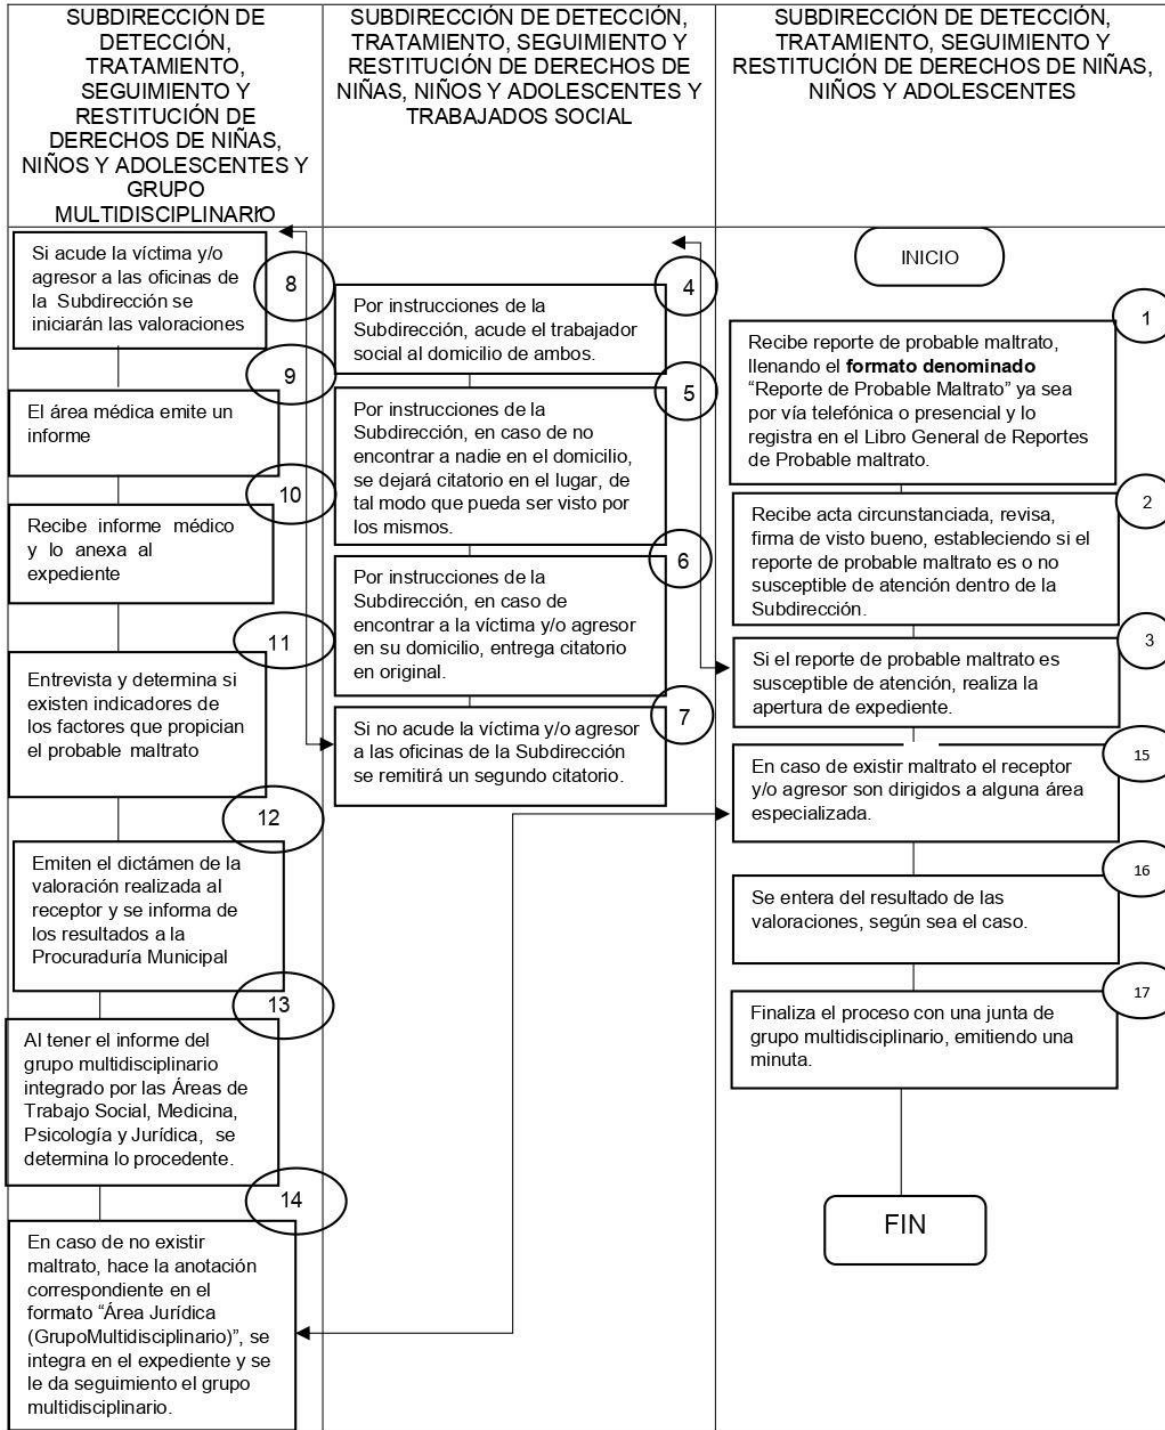 SUBDIRECCIÓN DE
DETECCIÓN,
TRATAMIENTO,
SEGUIMIENTO Y
RESTITUCIÓN DE
DERECHOS DE NIÑAS,
NIÑOS Y ADOLESCENTES Y
GRUPO
MULTIDISCIPLINARIO
SUBDIRECCIÓN DE DETECCIÓN,
TRATAMIENTO, SEGUIMIENTO Y
RESTITUCIÓN DE DERECHOS DE
NIÑAS, NIÑOS Y ADOLESCENTES Y
TRABAJADOS SOCIAL
SUBDIRECCIÓN DE DETECCIÓN,
TRATAMIENTO, SEGUIMIENTO Y
RESTITUCIÓN DE DERECHOS DE NIÑAS,
NIÑOS Y ADOLESCENTES
INICIO
1
Recibe reporte de probable maltrato,
llenando el formato denominado
“Reporte de Probable Maltrato” ya sea
por vía telefónica o presencial y lo
registra en el Libro General de Reportes
de Probable maltrato.
2
Recibe acta circunstanciada, revisa,
firma de visto bueno, estableciendo si el
reporte de probable maltrato es o no
susceptible de atención dentro de la
Subdirección.
3
Si el reporte de probable maltrato es
susceptible de atención, realiza la
apertura de expediente.
4
Por instrucciones de la
Subdirección, acude el trabajador
social al domicilio de ambos.
5
Por instrucciones de la
Subdirección, en caso de no
encontrar a nadie en el domicilio,
se dejará citatorio en el lugar, de
tal modo que pueda ser visto por
los mismos.
6
Por instrucciones de la
Subdirección, en caso de
encontrar a la víctima y/o agresor
en su domicilio, entrega citatorio
en original.
7
Si no acude la víctima y/o agresor
a las oficinas de la Subdirección
se remitirá un segundo citatorio.
8
Si acude la víctima y/o
agresor a las oficinas de
la Subdirección se
iniciarán las valoraciones
9
El área médica emite un
informe
10
Recibe informe médico
y lo anexa al
expediente
11
Entrevista y determina si
existen indicadores de
los factores que propician
el probable maltrato
12
Emiten el dictámen de la
valoración realizada al
receptor y se informa de
los resultados a la
Procuraduría Municipal
13
Al tener el informe del
grupo multidisciplinario
integrado por las Áreas de
Trabajo Social, Medicina,
Psicología y Jurídica, se
determina lo procedente.
14
En caso de no existir
maltrato, hace la anotación
correspondiente en el
formato “Área Jurídica
(GrupoMultidisciplinario)”, se
integra en el expediente y se
le da seguimiento el grupo
multidisciplinario.
15
En caso de existir maltrato el receptor
y/o agresor son dirigidos a alguna área
especializada.
16
Se entera del resultado de las
valoraciones, según sea el caso.
17
Finaliza el proceso con una junta de
grupo multidisciplinario, emitiendo una
minuta.
FIN